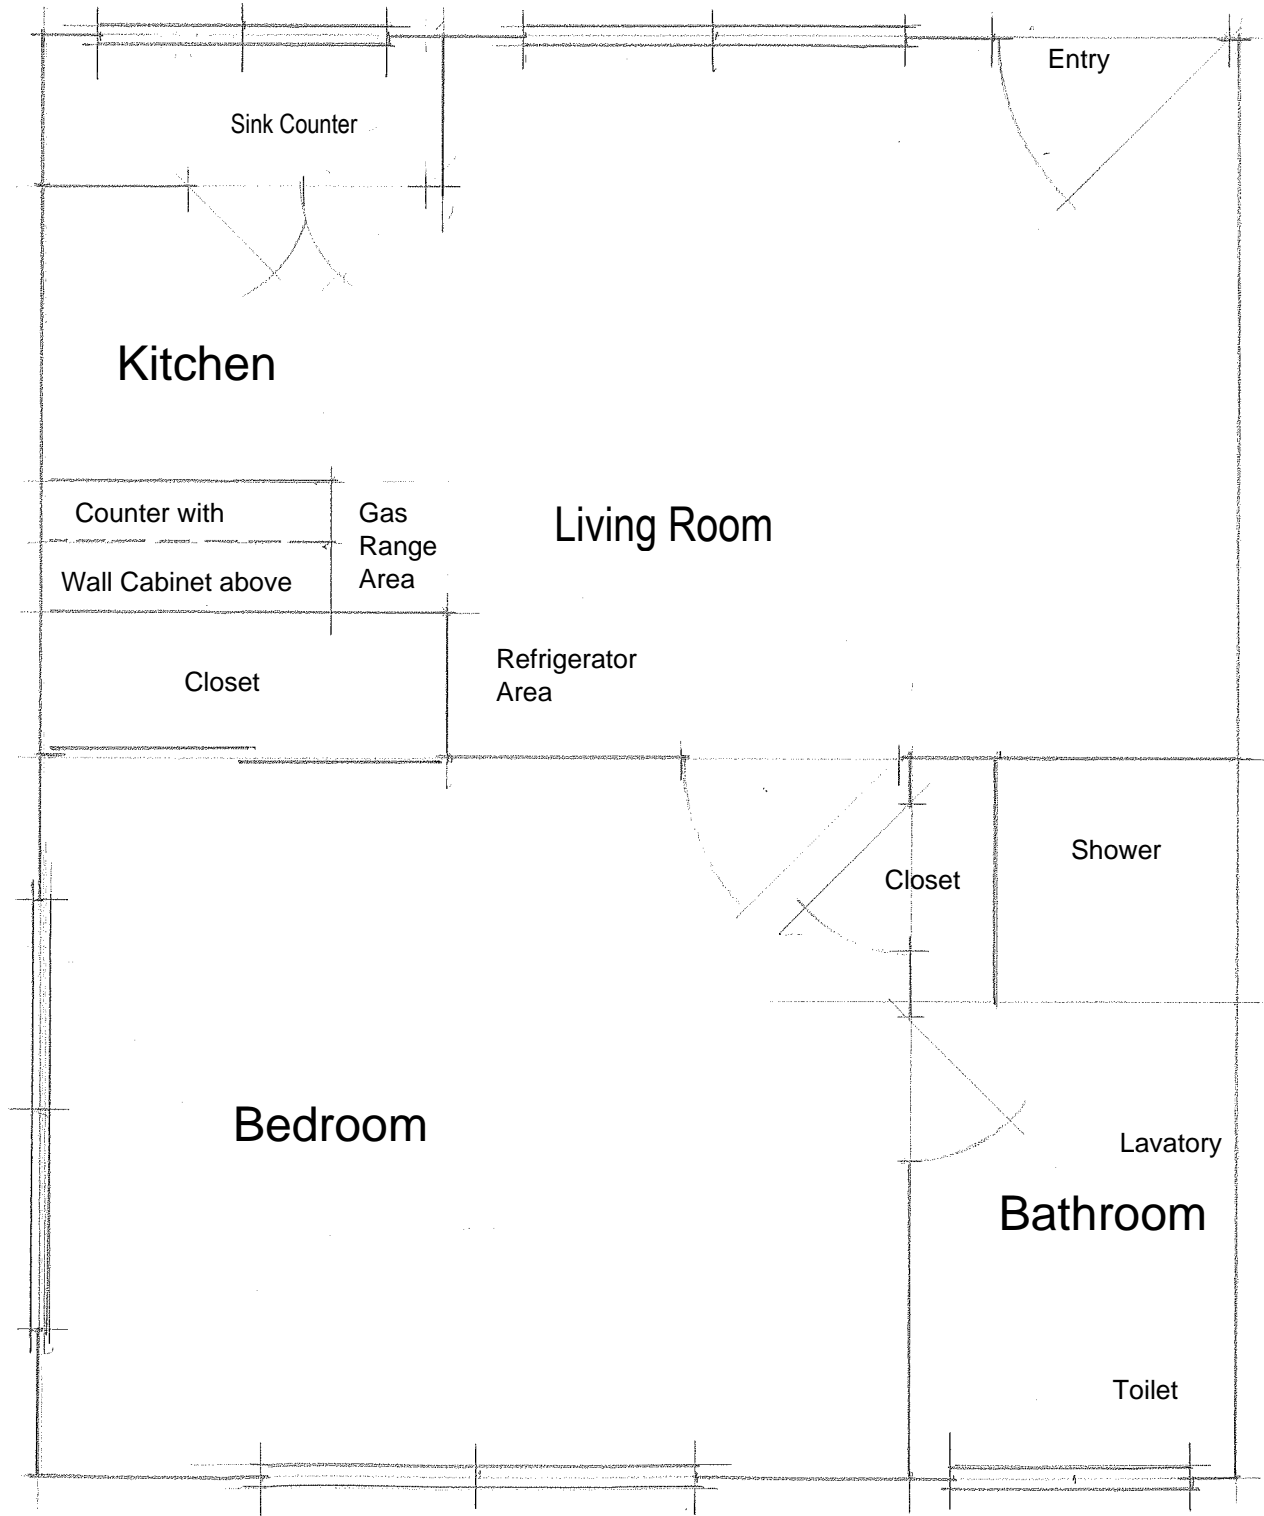 Entry
Sink Counter
Kitchen
Counter with
Wall Cabinet above
Gas
Range
Area
Living Room
Closet
Refrigerator
Area
Shower
Closet
Bedroom
Lavatory
Bathroom
Toilet